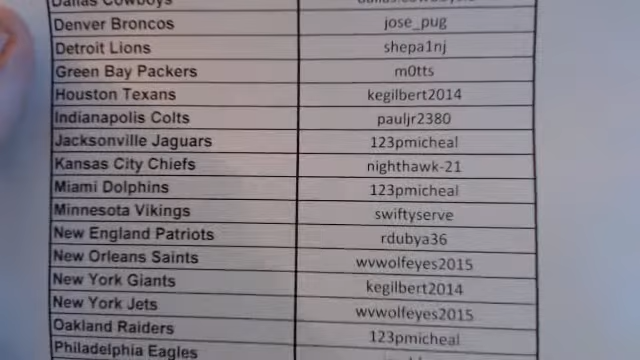 Dallas Cowboys
Denver Broncos jose_pug
Detroit Lions shepa1nj
Green Bay Packers m0tts
Houston Texans kegilbert2014
Indianapolis Colts pauljr2380
Jacksonville Jaguars 123pmicheal
Kansas City Chiefs nighthawk-21
Miami Dolphins 123pmicheal
Minnesota Vikings swiftyserve
New England Patriots rdubya36
New Orleans Saints wvwolfeyes2015
New York Giants kegilbert2014
New York Jets wvwolfeyes2015
Oakland Raiders 123pmicheal
Philadelphia Eagles